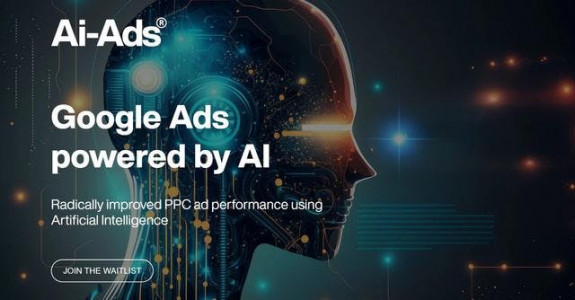 Ai-Ads®
Google Ads
powered by AI
Radically improved PPC ad performance using
Artificial Intelligence
JOIN THE WAITLIST